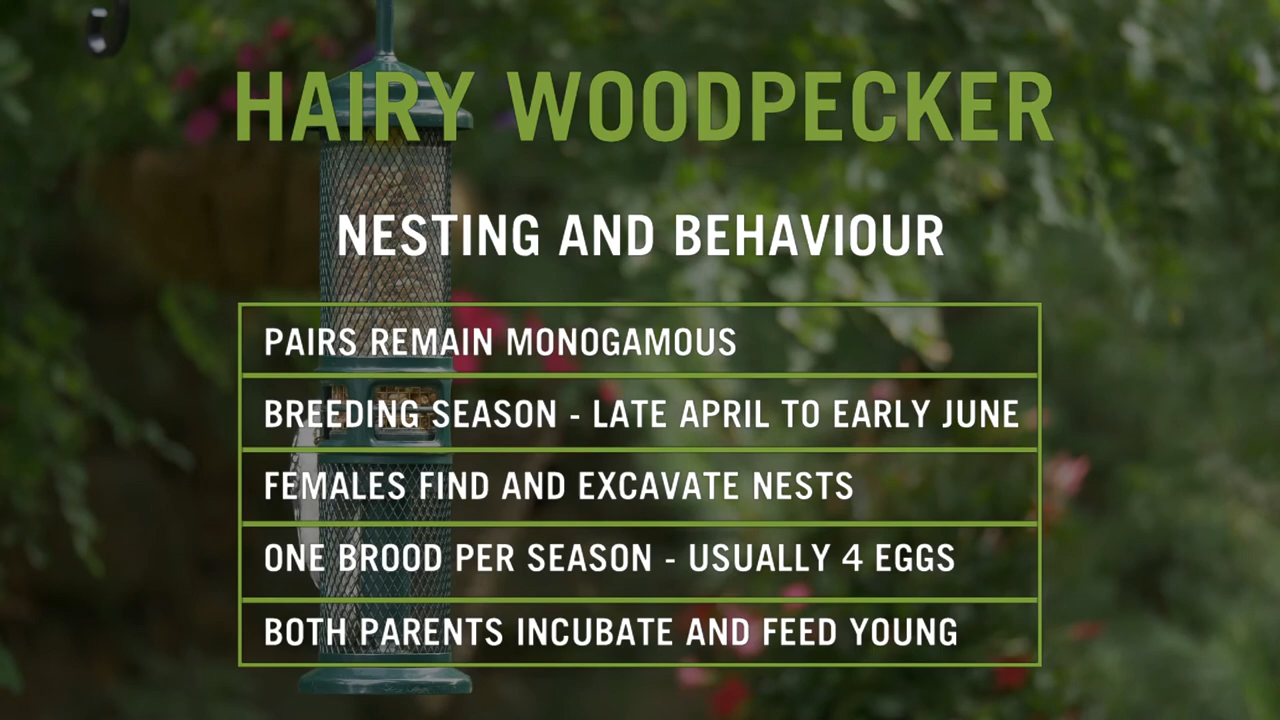 HAIRY WOODPECKER
NESTING AND BEHAVIOUR
PAIRS REMAIN MONOGAMOUS
BREEDING SEASON - LATE APRIL TO EARLY JUNE
FEMALES FIND AND EXCAVATE NESTS
ONE BROOD PER SEASON - USUALLY 4 EGGS
BOTH PARENTS INCUBATE AND FEED YOUNG